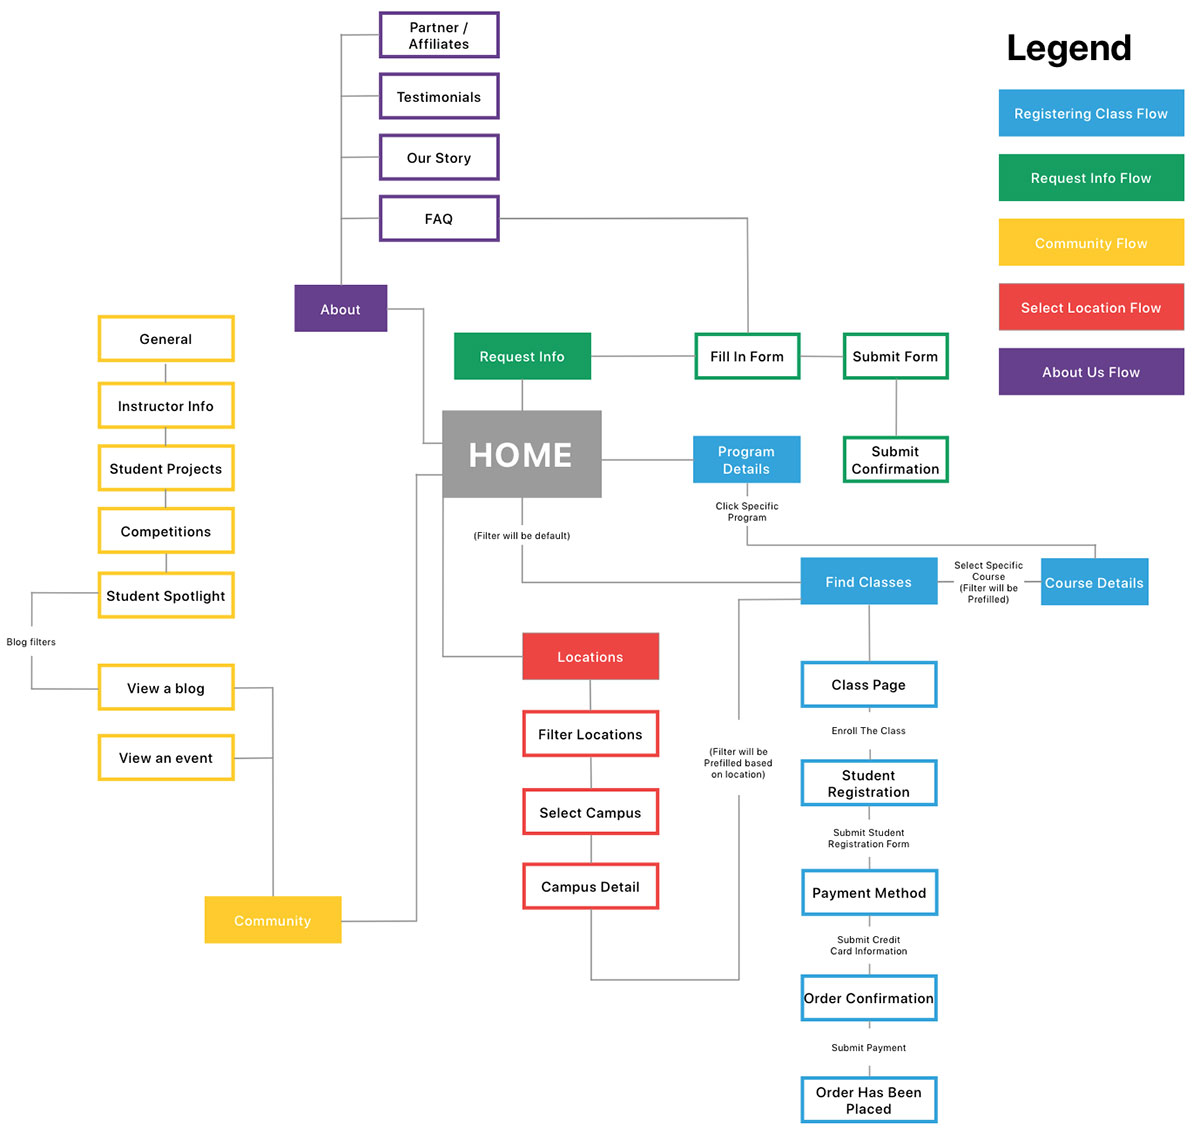 Partner /
Affiliates
Testimonials
Our Story
FAQ
About
Legend
Registering Class Flow
Request Info Flow
Community Flow
Select Location Flow
About Us Flow
General
Instructor Info
Student Projects
Competitions
Student Spotlight
Blog filters
View a blog
View an event
Community
Request Info
Fill In Form
Submit Form
Submit
Confirmation
HOME
(Filter will be default)
Program
Details
Click Specific
Program
Find Classes
Select Specific
Course
(Filter will be
Prefilled)
Course Details
Locations
Filter Locations
Select Campus
Campus Detail
(Filter will be
Prefilled based
on location)
Class Page
Enroll The Class
Student
Registration
Submit Student
Registration Form
Payment Method
Submit Credit
Card Information
Order Confirmation
Submit Payment
Order Has Been
Placed